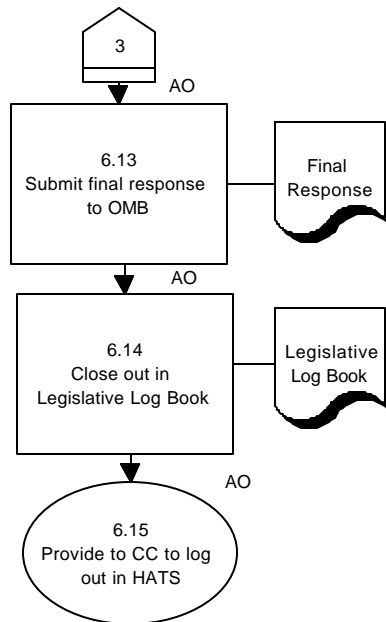 3
AO
6.13
Submit final response
to OMB
Final
Response
AO
6.14
Close out in
Legislative Log Book
Legislative
Log Book
AO
6.15
Provide to CC to log
out in HATS